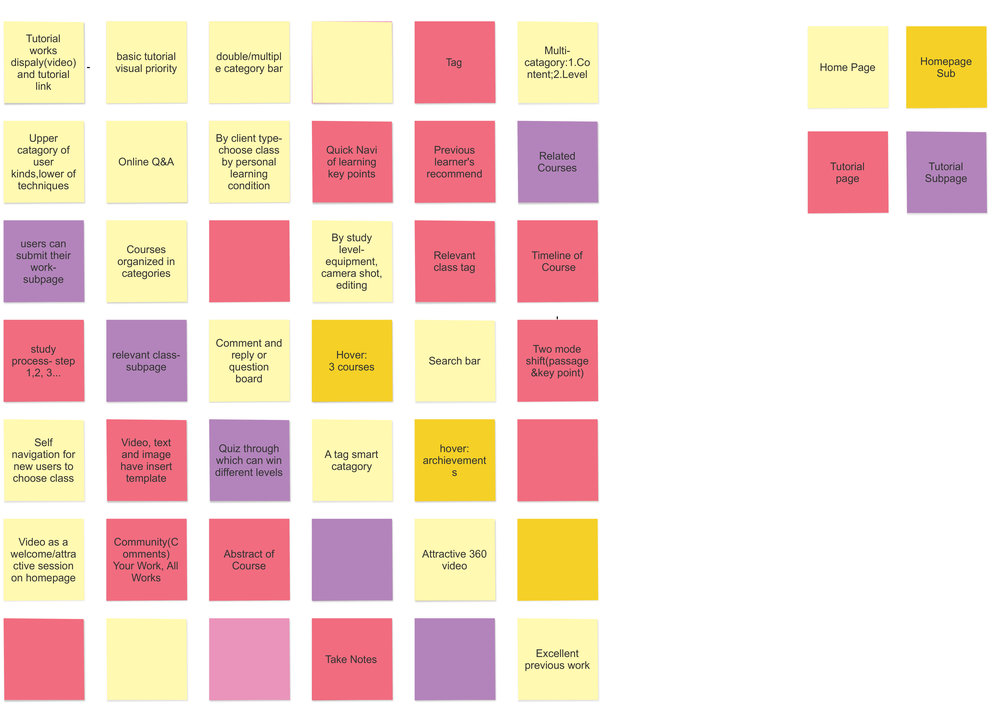 Tutorial
works
dispaly(video)
and tutorial
link
-
basic tutorial
visual priority
double/multipl
e category bar
Tag
Multi-
catagory:1.Co
ntent;2.Level
Home Page
Homepage
Sub
Upper
catagory of
user
kinds,lower of
techniques
Online Q&A
By client type-
choose class
by personal
learning
condition
Quick Navi
of learning
key points
Previous
learner's
recommend
Related
Courses
Tutorial
page
Tutorial
Subpage
users can
submit their
work-
subpage
Courses
organized in
categories
By study
level-
equipment,
camera shot,
editing
Relevant
class tag
Timeline of
Course
study
process- step
1,2, 3...
relevant class-
subpage
Comment and
reply or
question
board
Hover:
3 courses
Search bar
Two mode
shift(passage
&key point)
Self
navigation for
new users to
choose class
Video, text
and image
have insert
template
Quiz through
which can win
different levels
A tag smart
catagory
hover:
archievement
s
Video as a
welcome/attra
ctive session
on homepage
Community(C
omments)
Your Work, All
Works
Abstract of
Course
Attractive 360
video
Take Notes
Excellent
previous work